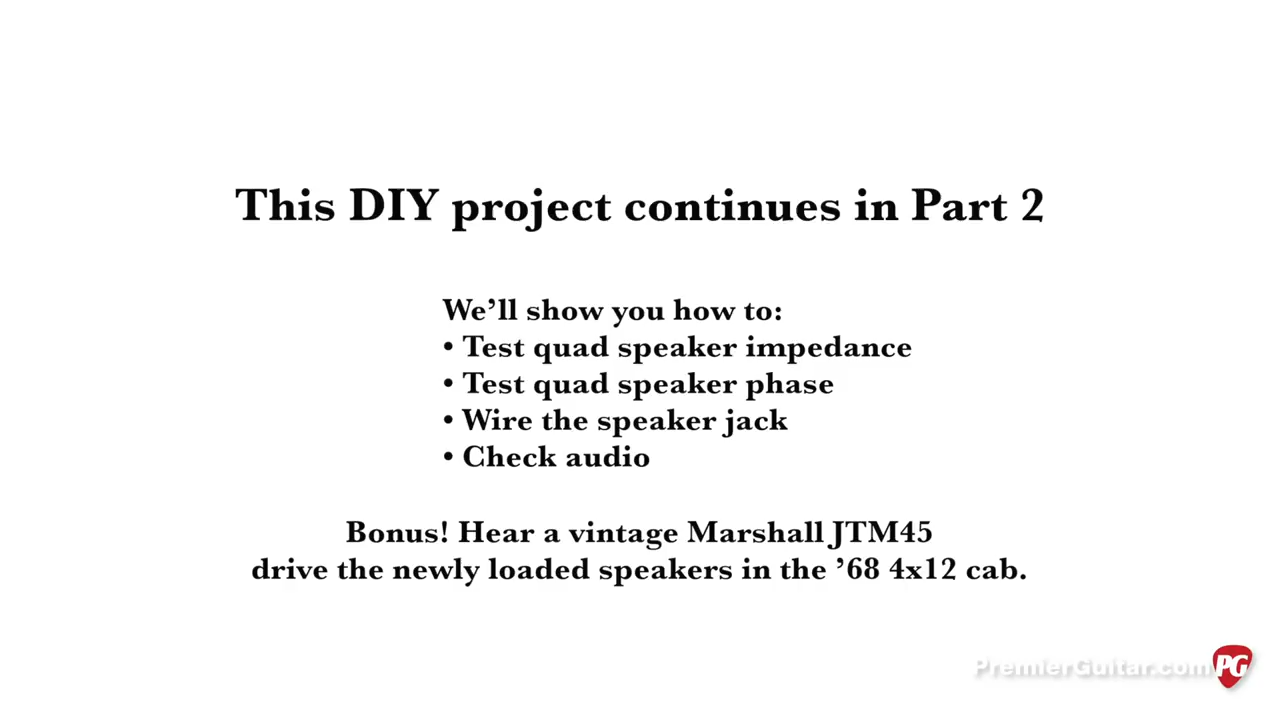 This DIY project continues in Part 2
We’ll show you how to:
• Test quad speaker impedance
• Test quad speaker phase
• Wire the speaker jack
• Check audio
Bonus! Hear a vintage Marshall JTM45
drive the newly loaded speakers in the ’68 4x12 cab.
PremierGuitar.com PG